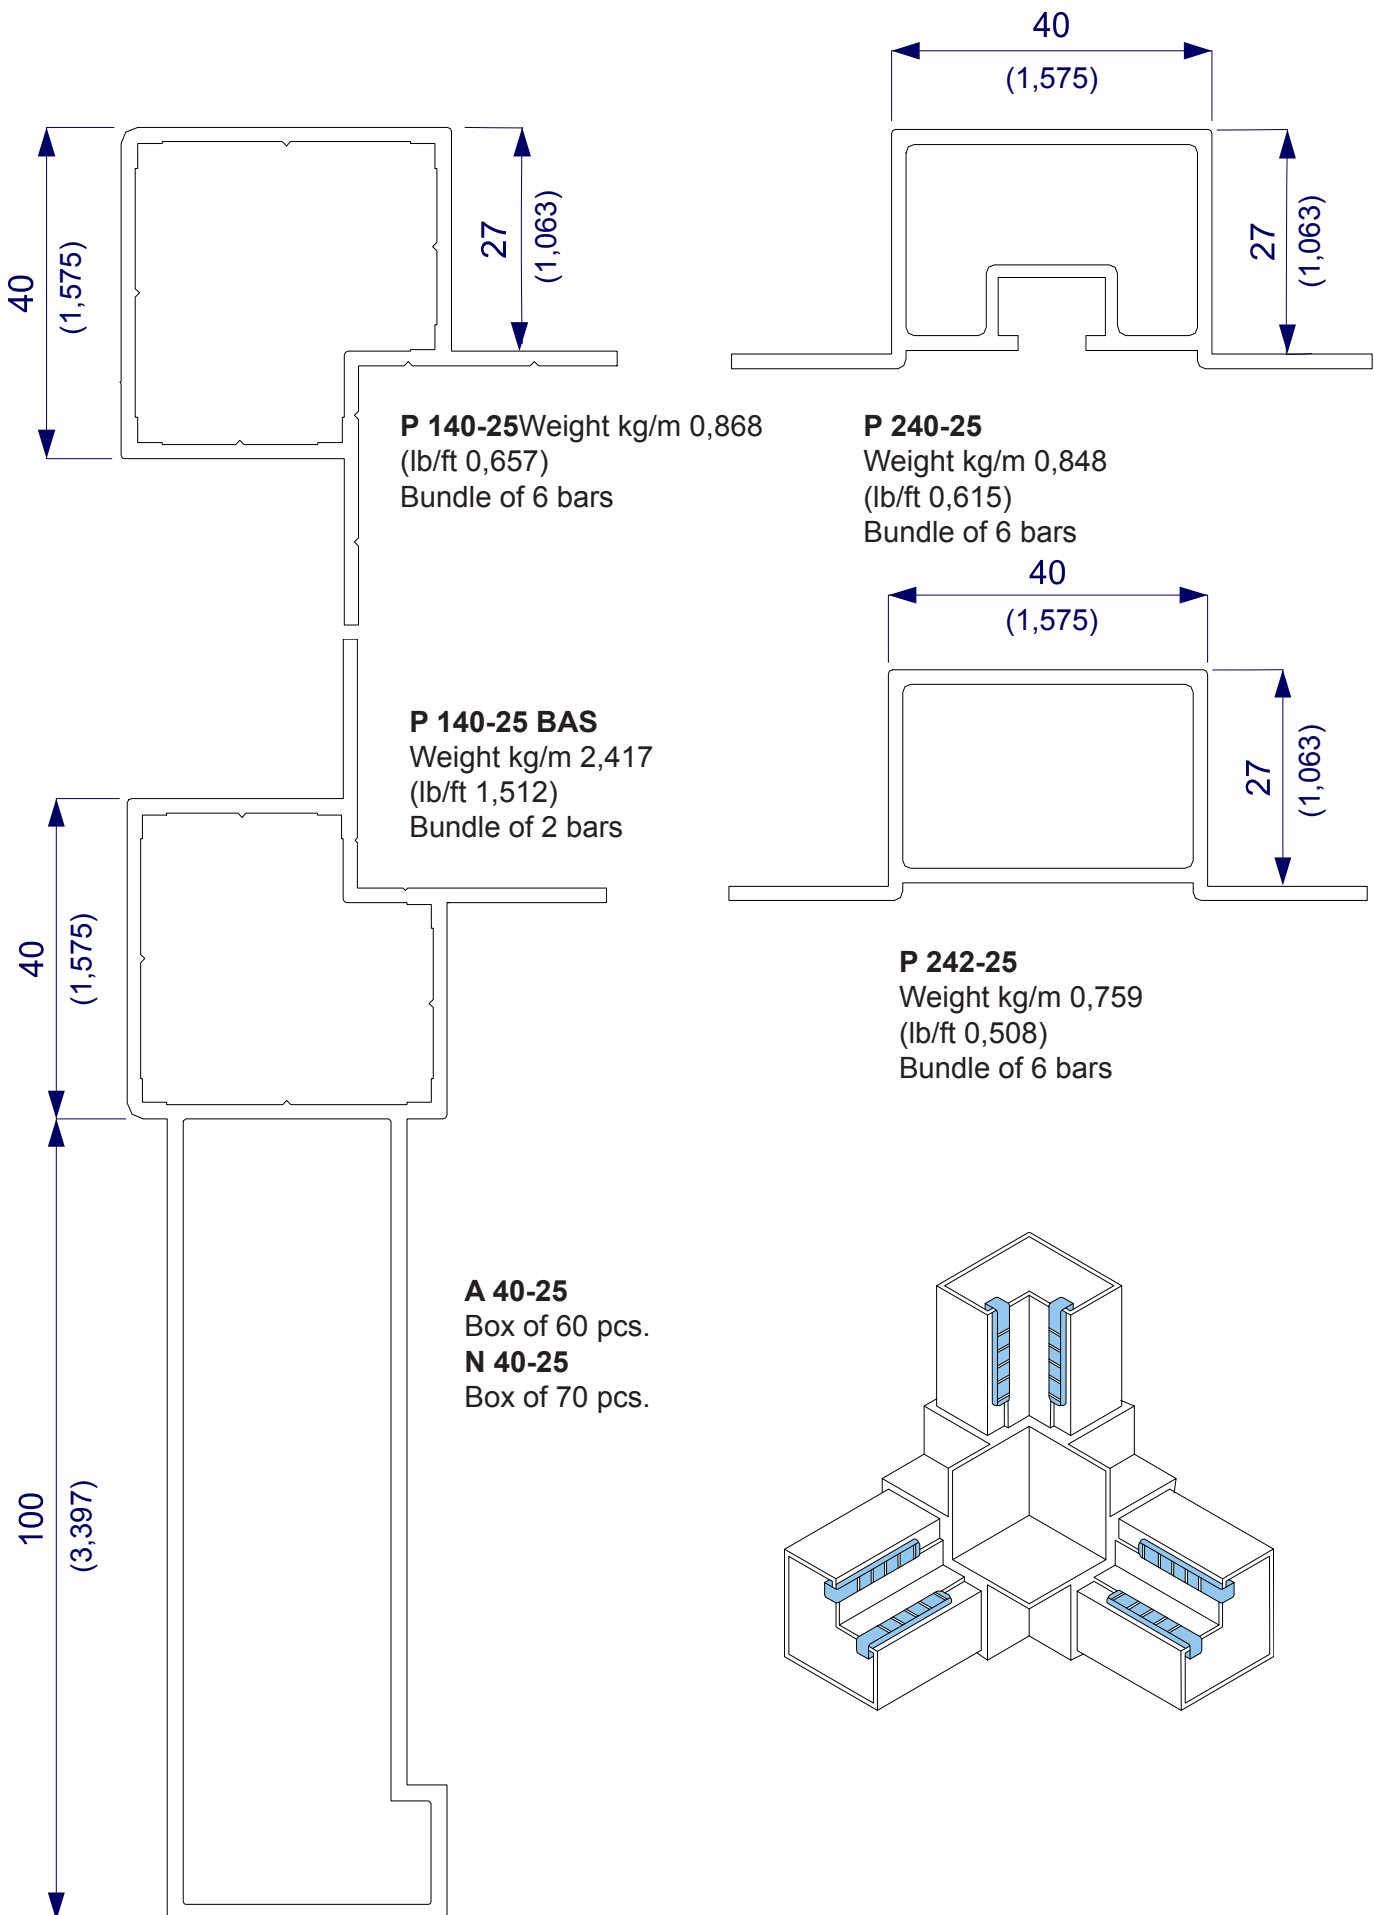 40
(1,575)
40
(1,575)
27
(1,063)
27
(1,063)
P 140-25Weight kg/m 0,868
(lb/ft 0,657)
Bundle of 6 bars
P 240-25
Weight kg/m 0,848
(lb/ft 0,615)
Bundle of 6 bars
40
(1,575)
27
(1,063)
P 140-25 BAS
Weight kg/m 2,417
(lb/ft 1,512)
Bundle of 2 bars
40
(1,575)
P 242-25
Weight kg/m 0,759
(lb/ft 0,508)
Bundle of 6 bars
A 40-25
Box of 60 pcs.
N 40-25
Box of 70 pcs.
100
(3,397)